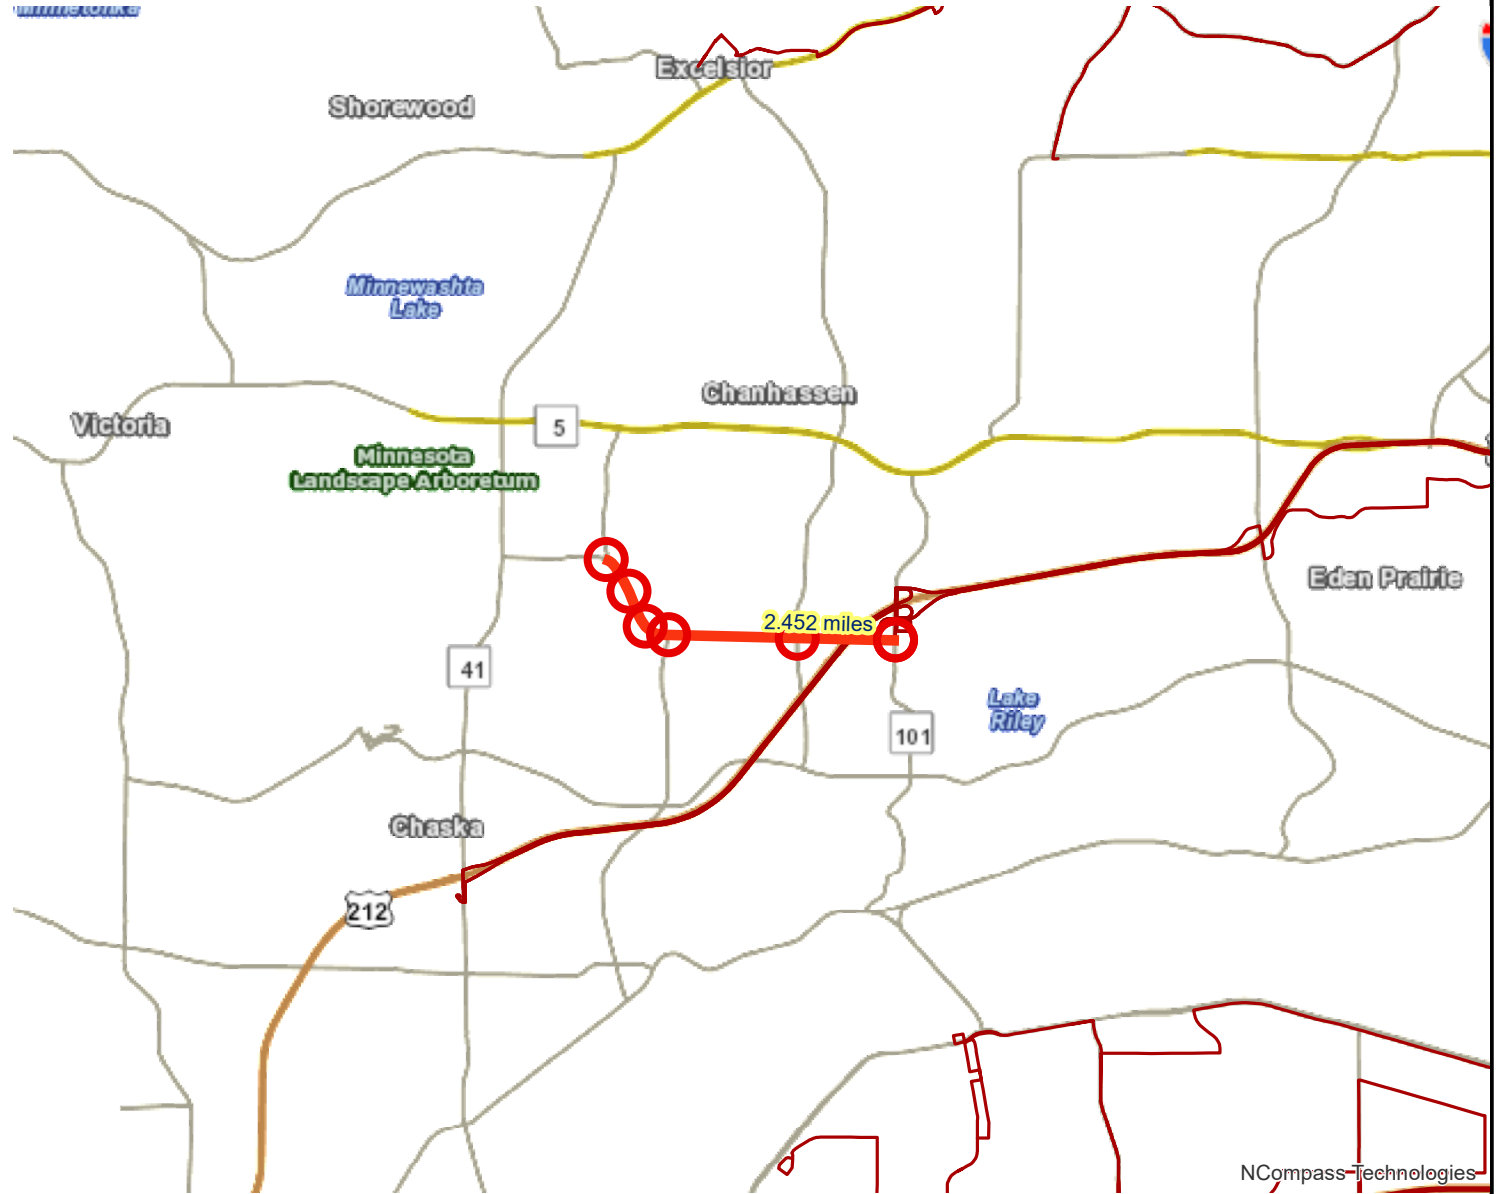 Minnetonka
Excelsior
Shorewood
Minnewashta
Lake
Chanhassen
Victoria
5
Minnesota
Landscape Arboretum
Eden Prairie
2.452 miles
41
Lake
Riley
101
Chaska
212
NCompass Technologies